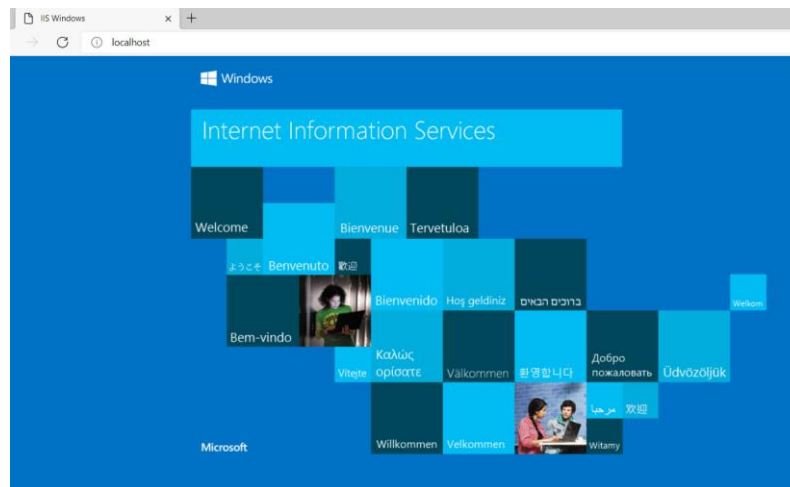 IIS Windows
localhost
Windows
Internet Information Services
Welcome
Bienvenue
Tervetuloa
ようこそ
Benvenuto
歡迎
Bienvenido
Hoş geldiniz
ברוכים הבאים
Welkom
Bem-vindo
Vítejte
Καλώς
ορίσατε
Välkommen
환영합니다
Добро
пожаловать
Üdvözöljük
Willkommen
Velkommen
مرحبا
欢迎
Witamy
Microsoft